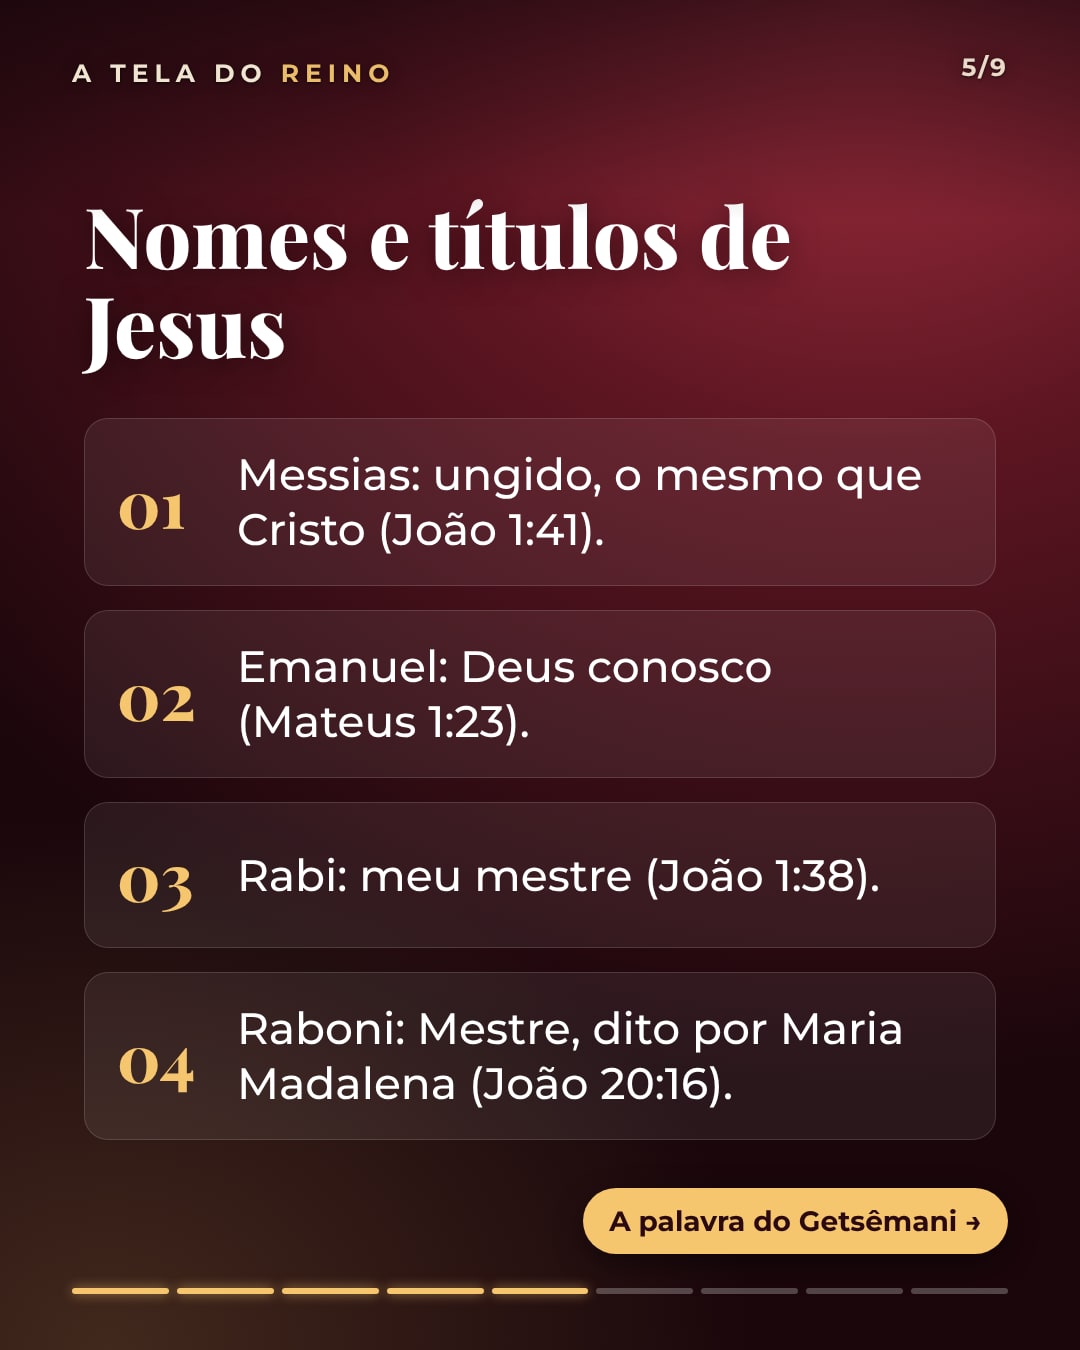 A TELA DO REINO
5/9
Nomes e títulos de
Jesus
01
Messias: ungido, o mesmo que
Cristo (João 1:41).
02
Emanuel: Deus conosco
(Mateus 1:23).
03
Rabi: meu mestre (João 1:38).
04
Raboni: Mestre, dito por Maria
Madalena (João 20:16).
A palavra do Getsêmani →